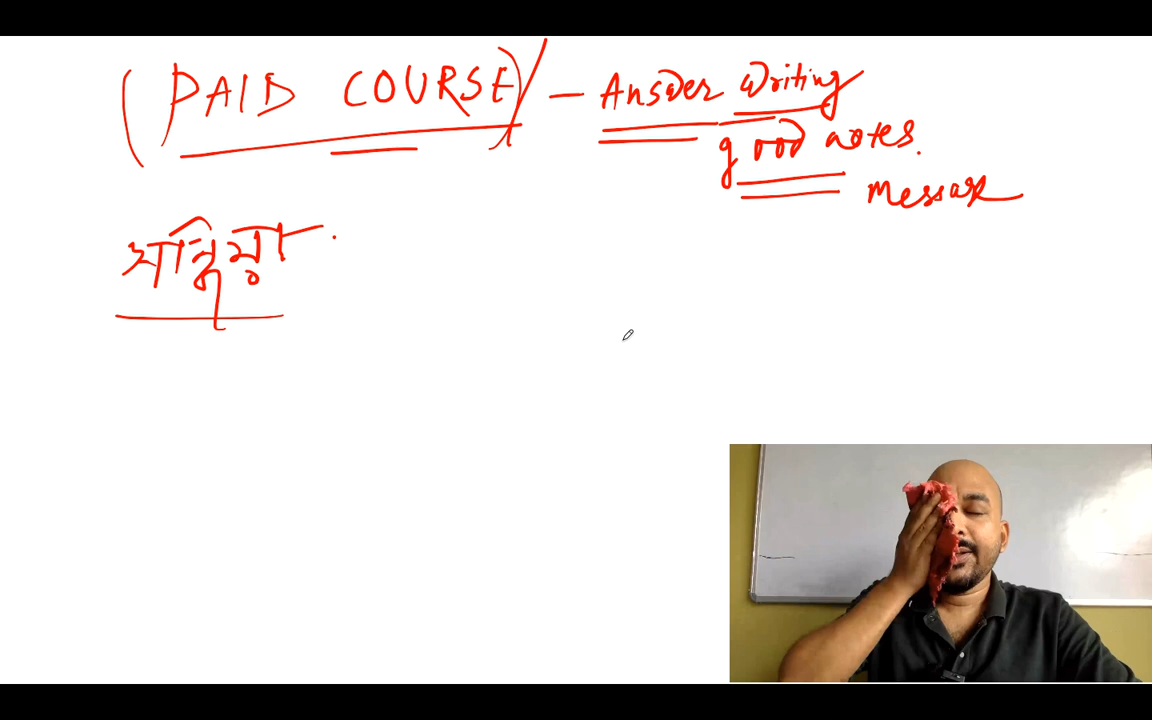 (PAID COURSE) — Answer Writing
good notes.
Message